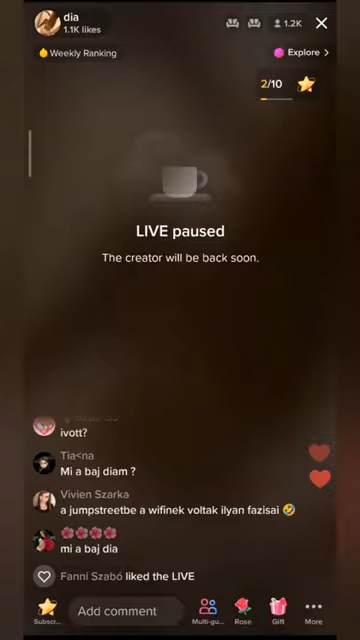 dia
1.1K likes
1.2K
Weekly Ranking
Explore >
2/10
LIVE paused
The creator will be back soon.
ivott?
Tia<na
Mi a baj diam ?
Vivien Szarka
a jumpstreetbe a wifinek voltak ilyan fazisai 🤣
🌺🌺🌺🌺
mi a baj dia
Fanni Szabó liked the LIVE
Add comment
Subscr... Multi-gu... Rose Gift More